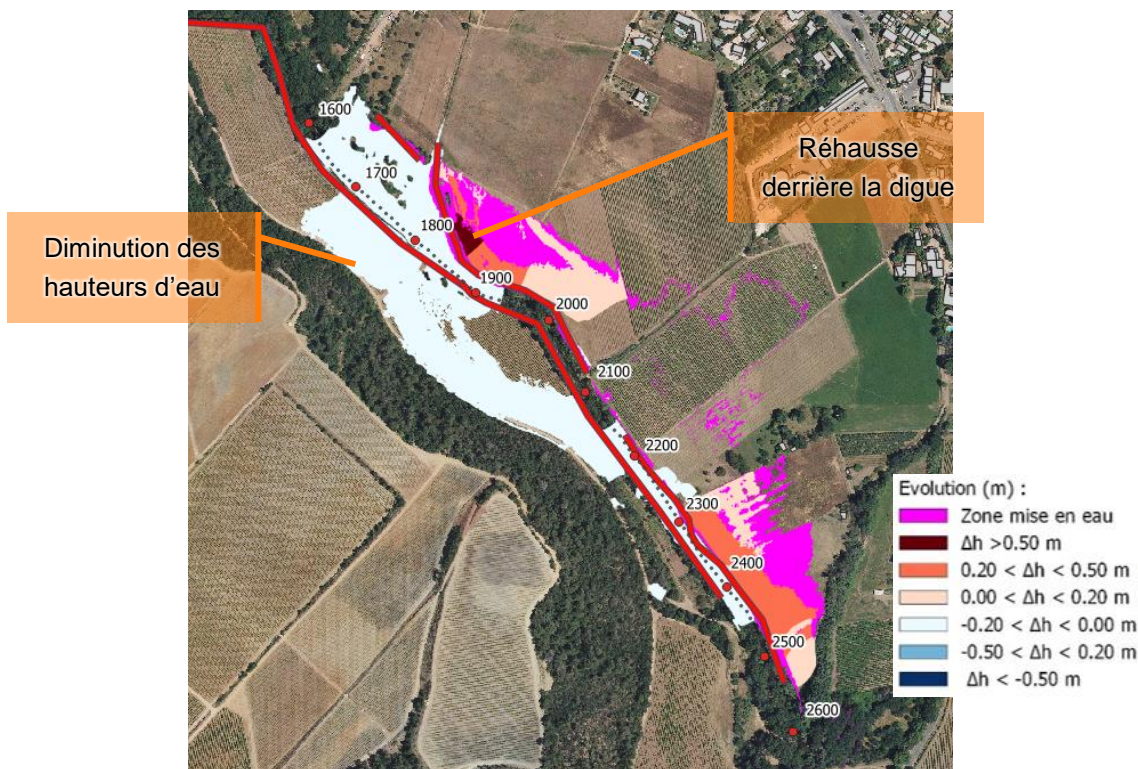 1600
1700
Réhausse
derrière la digue
1800
Diminution des
hauteurs d'eau
1900
2000
2100
2200
2300
2400
2500
2600
Evolution (m) :
Zone mise en eau
Δh >0.50 m
0.20 < Δh < 0.50 m
0.00 < Δh < 0.20 m
-0.20 < Δh < 0.00 m
-0.50 < Δh < 0.20 m
Δh < -0.50 m